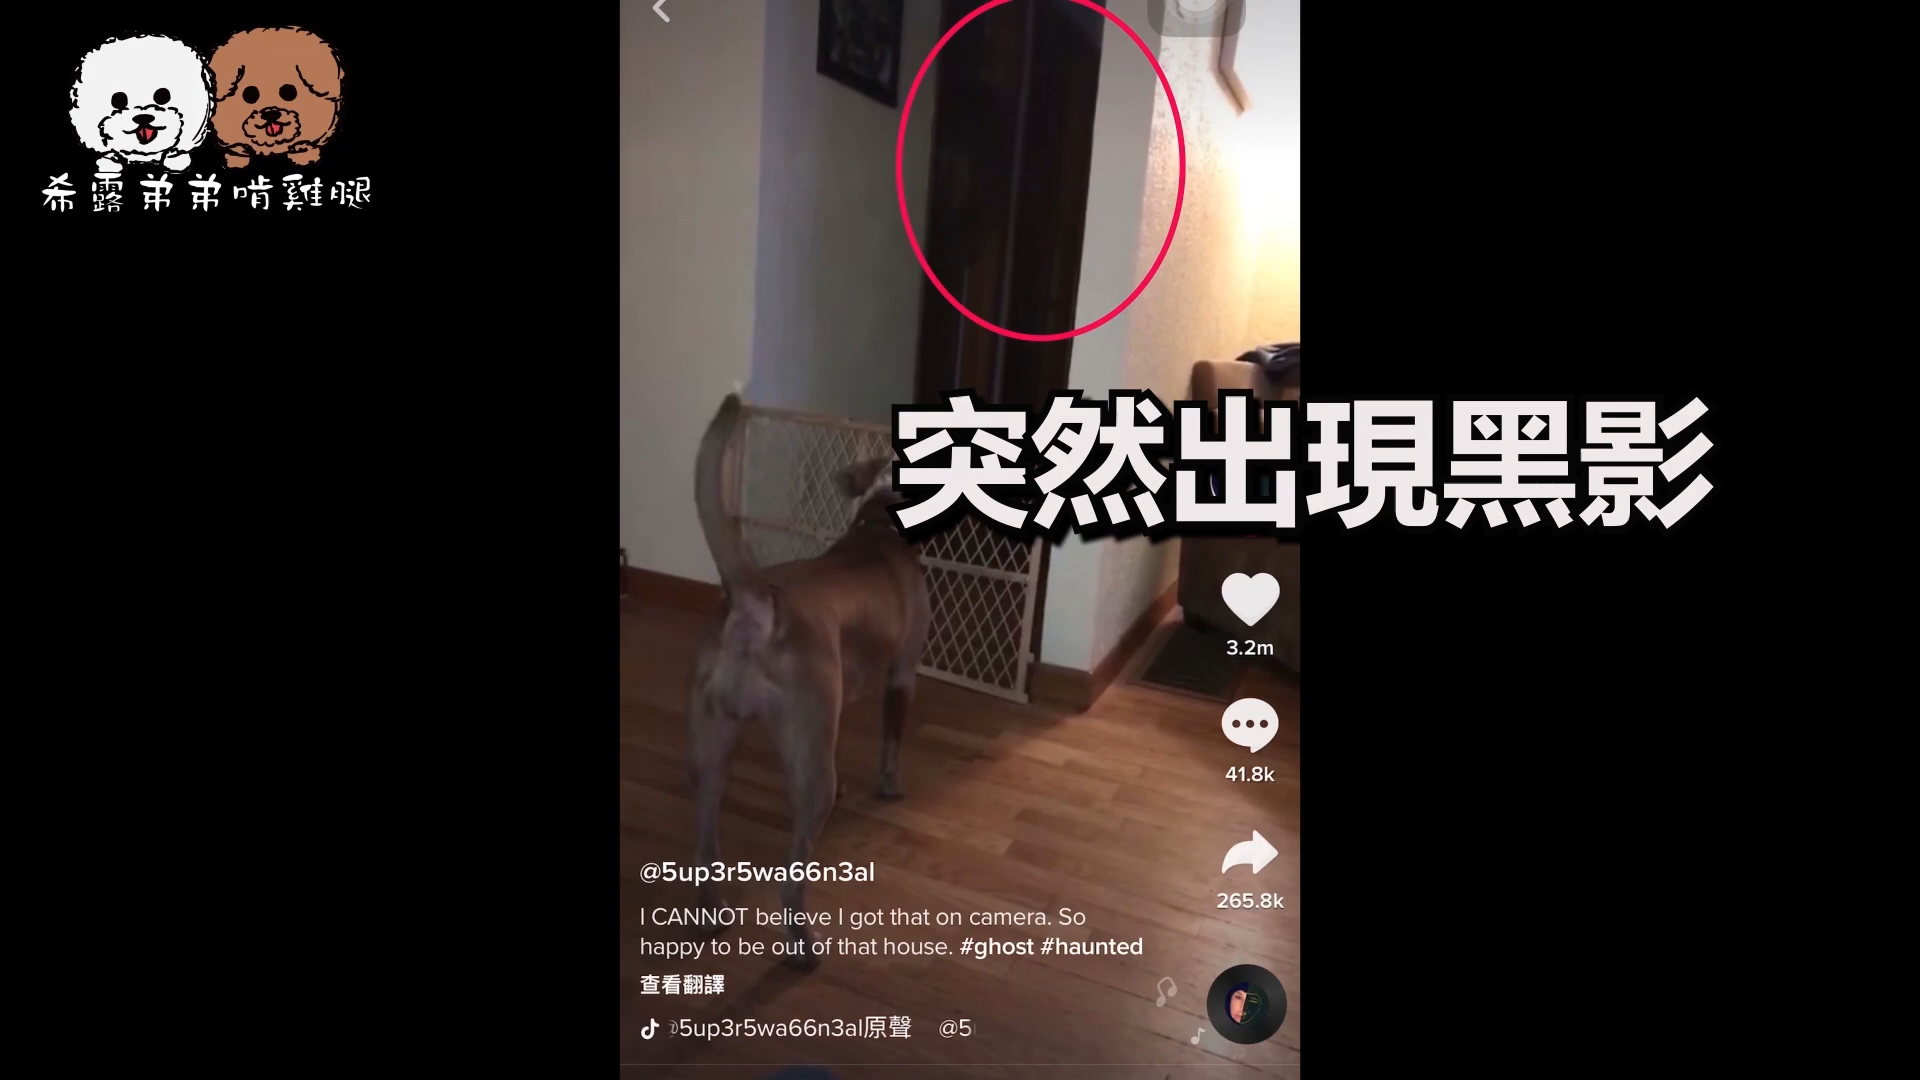 希露弟弟啃雞腿
突然出現黑影
3.2m
41.8k
265.8k
@5up3r5wa66n3al
I CANNOT believe I got that on camera. So
happy to be out of that house. #ghost #haunted
查看翻譯
5up3r5wa66n3al原聲 @5